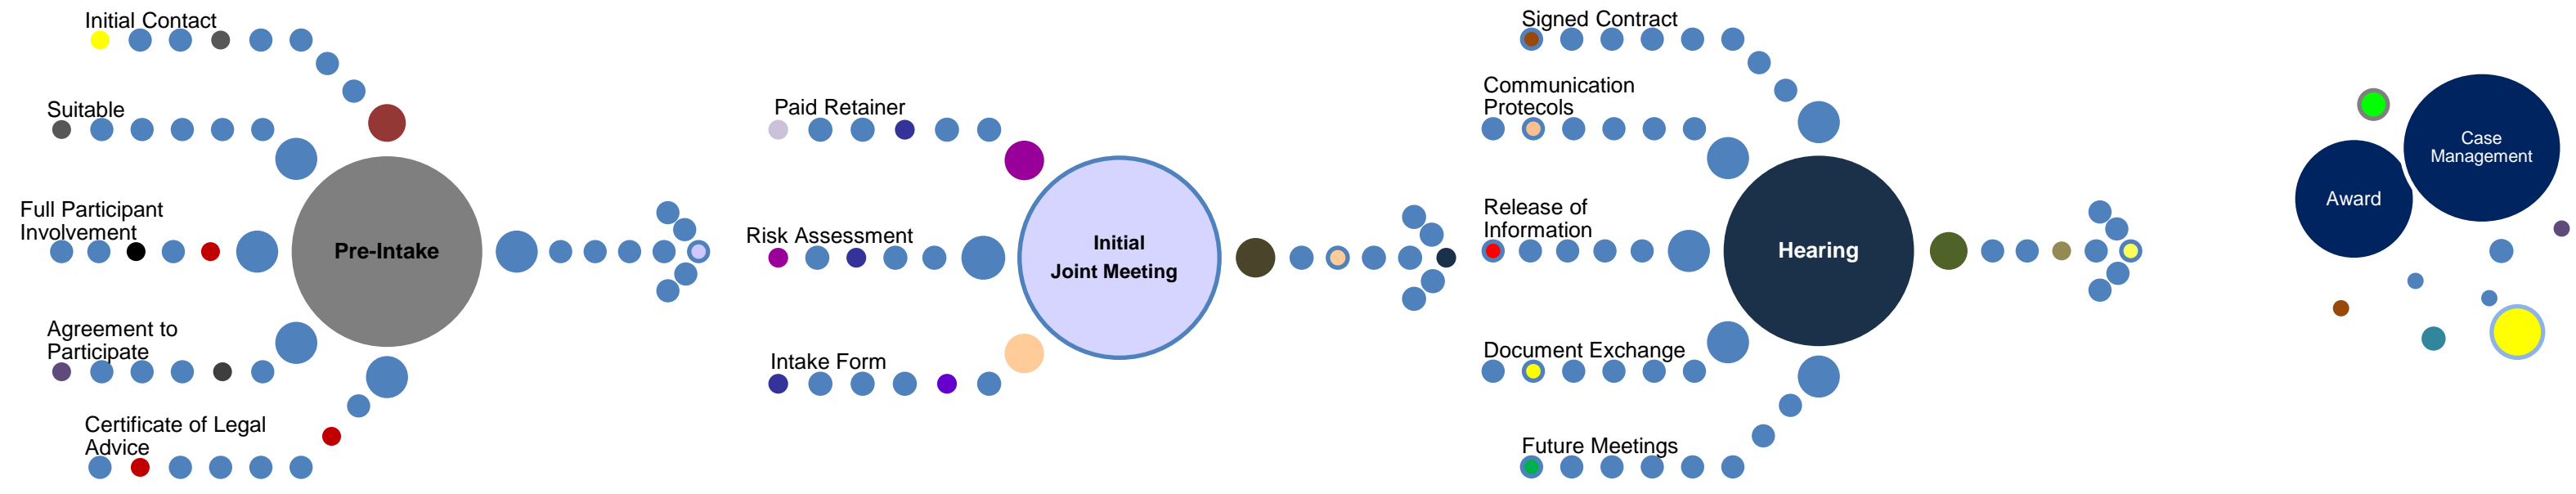 Initial Contact
Suitable
Full Participant
Involvement
Agreement to
Participate
Certificate of Legal
Advice
Pre-Intake
Paid Retainer
Risk Assessment
Intake Form
Initial
Joint Meeting
Signed Contract
Communication
Protecols
Release of
Information
Document Exchange
Future Meetings
Hearing
Award
Case
Management